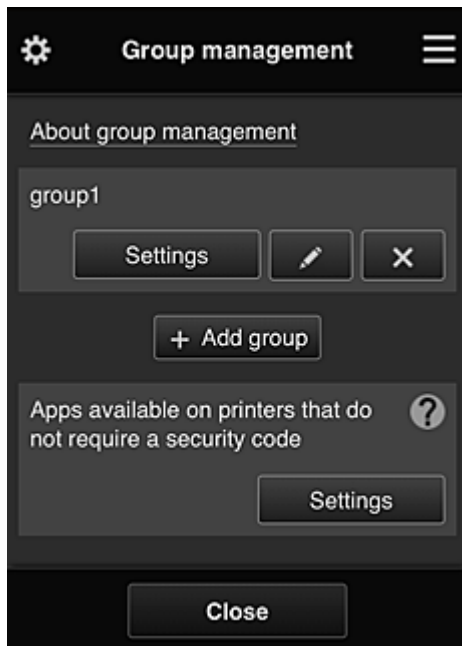 Group management
About group management
group1
Settings
+ Add group
Apps available on printers that do
not require a security code
?
Settings
Close